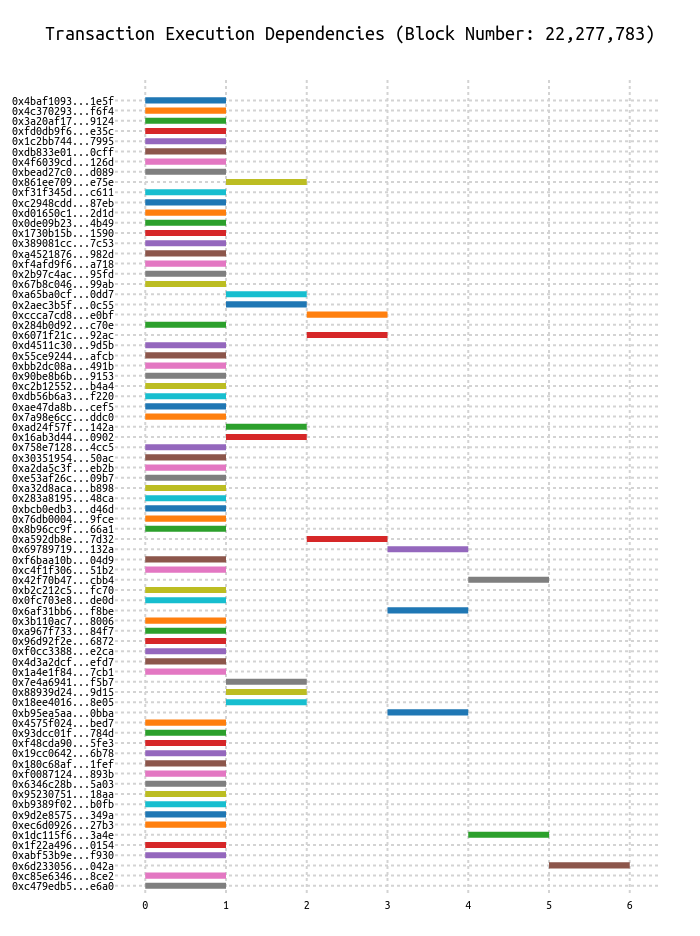 Transaction Execution Dependencies (Block Number: 22,277,783)
0x4baf1093...1e5f
0x4c370293...f6f4
0x3a20af17...9124
0xfd0db9f6...e35c
0x1c2bb744...7995
0xdb833e01...0cff
0x4f6039cd...126d
0xbead27c0...d089
0x861ee709...e75e
0xf31f345d...c611
0xc2948cdd...87eb
0xd01650c1...2d1d
0x0de09b23...4b49
0x1730b15b...1590
0x389081cc...7c53
0xa4521876...982d
0xf4afd9f6...a718
0x2b97c4ac...95fd
0x67b8c046...99ab
0xa65ba0cf...0dd7
0x2aec3b5f...0c55
0xccca7cd8...e0bf
0x284b0d92...c70e
0x6071f21c...92ac
0xd4511c30...9d5b
0x55ce9244...afcb
0xbb2dc08a...491b
0x90be8b6b...9153
0xc2b12552...b4a4
0xdb56b6a3...f220
0xae47da8b...cef5
0x7a98e6cc...ddc0
0xad24f57f...142a
0x16ab3d44...0902
0x758e7128...4cc5
0x30351954...50ac
0xa2da5c3f...eb2b
0xe53af26c...09b7
0xa32d8aca...b898
0x283a8195...48ca
0xbcb0edb3...d46d
0x76db0004...9fce
0x8b96cc9f...66a1
0xa592db8e...7d32
0x69789719...132a
0xf6baa10b...04d9
0xc4f1f306...51b2
0x42f70b47...cbb4
0xb2c212c5...fc70
0x0fc703e8...de0d
0x6af31bb6...f8be
0x3b110ac7...8006
0xa967f733...84f7
0x96d92f2e...6872
0xf0cc3388...e2ca
0x4d3a2dcf...efd7
0x1a4e1f84...7cb1
0x7e4a6941...f5b7
0x88939d24...9d15
0x18ee4016...8e05
0xb95ea5aa...0bba
0x4575f024...bed7
0x93dcc01f...784d
0xf48cda90...5fe3
0x19cc0642...6b78
0x180c68af...1fef
0xf0087124...893b
0x6346c28b...5a03
0x95230751...18aa
0xb9389f02...b0fb
0x9d2e8575...349a
0xec6d0926...27b3
0x1dc115f6...3a4e
0x1f22a496...0154
0xabf53b9e...f930
0x6d233056...042a
0xc85e6346...8ce2
0xc479edb5...e6a0
0 1 2 3 4 5 6